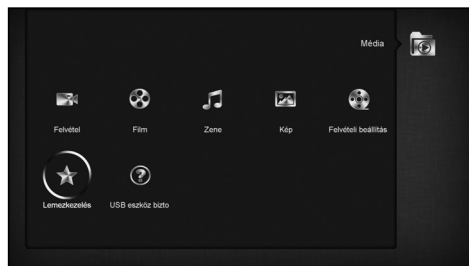 Média
Felvétel
Film
Zene
Kép
Felvételi beállítás
Lemezkezelés
USB eszköz bizto